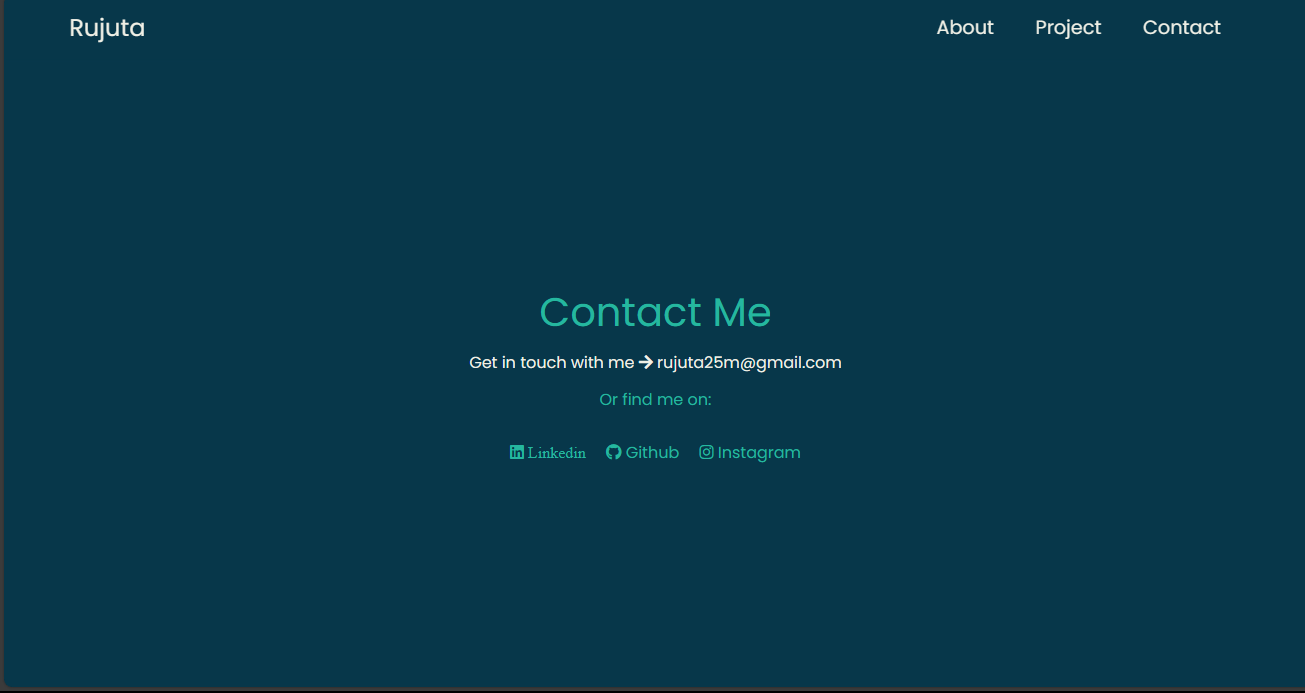 Rujuta About Project Contact
Contact Me
Get in touch with me → rujuta25m@gmail.com
Or find me on:
Linkedin Github Instagram